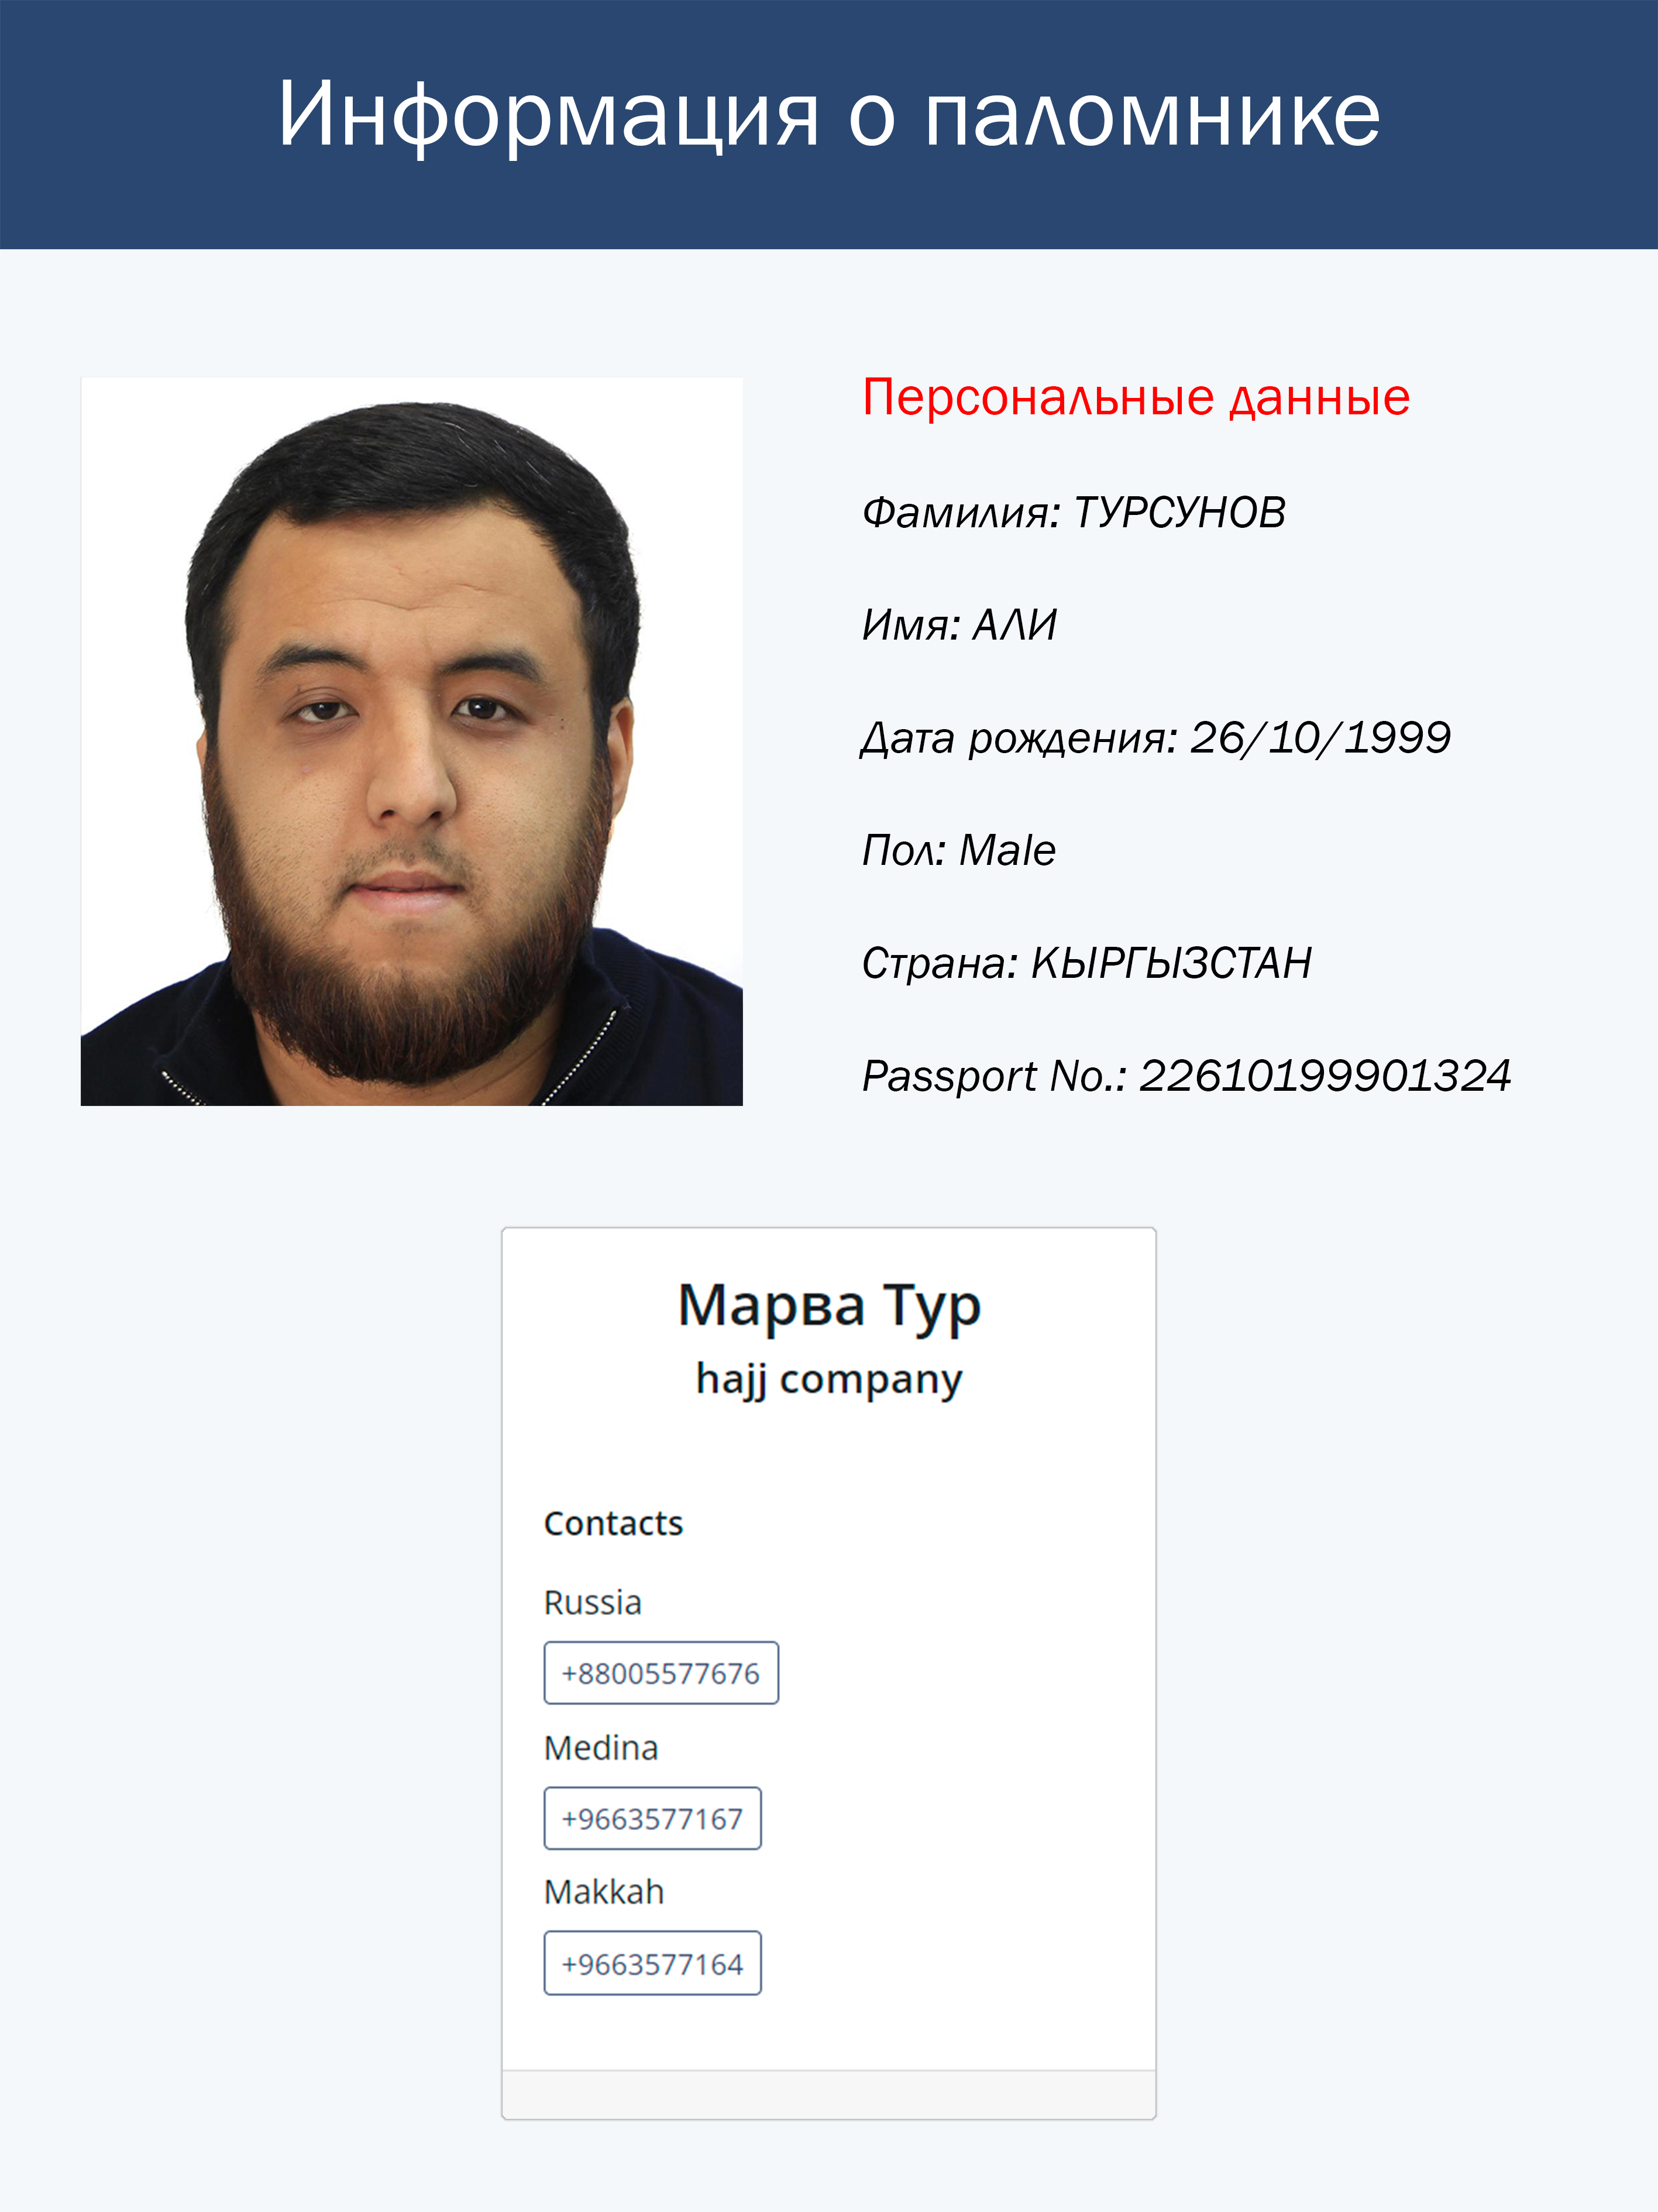 Информация о паломнике
Персональные данные
Фамилия: ТУРСУНОВ
Имя: АЛИ
Дата рождения: 26/10/1999
Пол: Male
Страна: КЫРГЫЗСТАН
Passport No.: 22610199901324
Марва Тур
hajj company
Contacts
Russia
+88005577676
Medina
+9663577167
Makkah
+9663577164